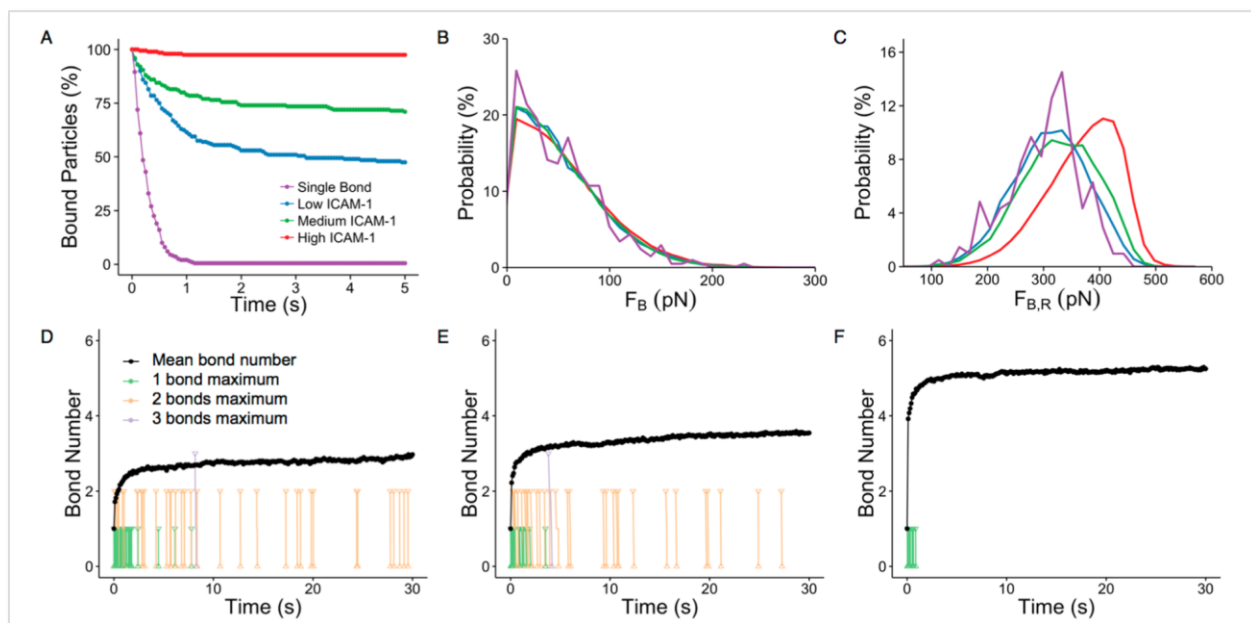 A
Bound Particles (%)
100
75
50
25
0
Single Bond
Low ICAM-1
Medium ICAM-1
High ICAM-1
0 1 2 3 4 5
Time (s)
B
Probability (%)
30
20
10
0
0 100 200 300
F_B (pN)
C
Probability (%)
16
12
8
4
0
100 200 300 400 500 600
F_B,R (pN)
D
Bond Number
6
4
2
0
Mean bond number
1 bond maximum
2 bonds maximum
3 bonds maximum
0 10 20 30
Time (s)
E
Bond Number
6
4
2
0
0 10 20 30
Time (s)
F
Bond Number
6
4
2
0
0 10 20 30
Time (s)